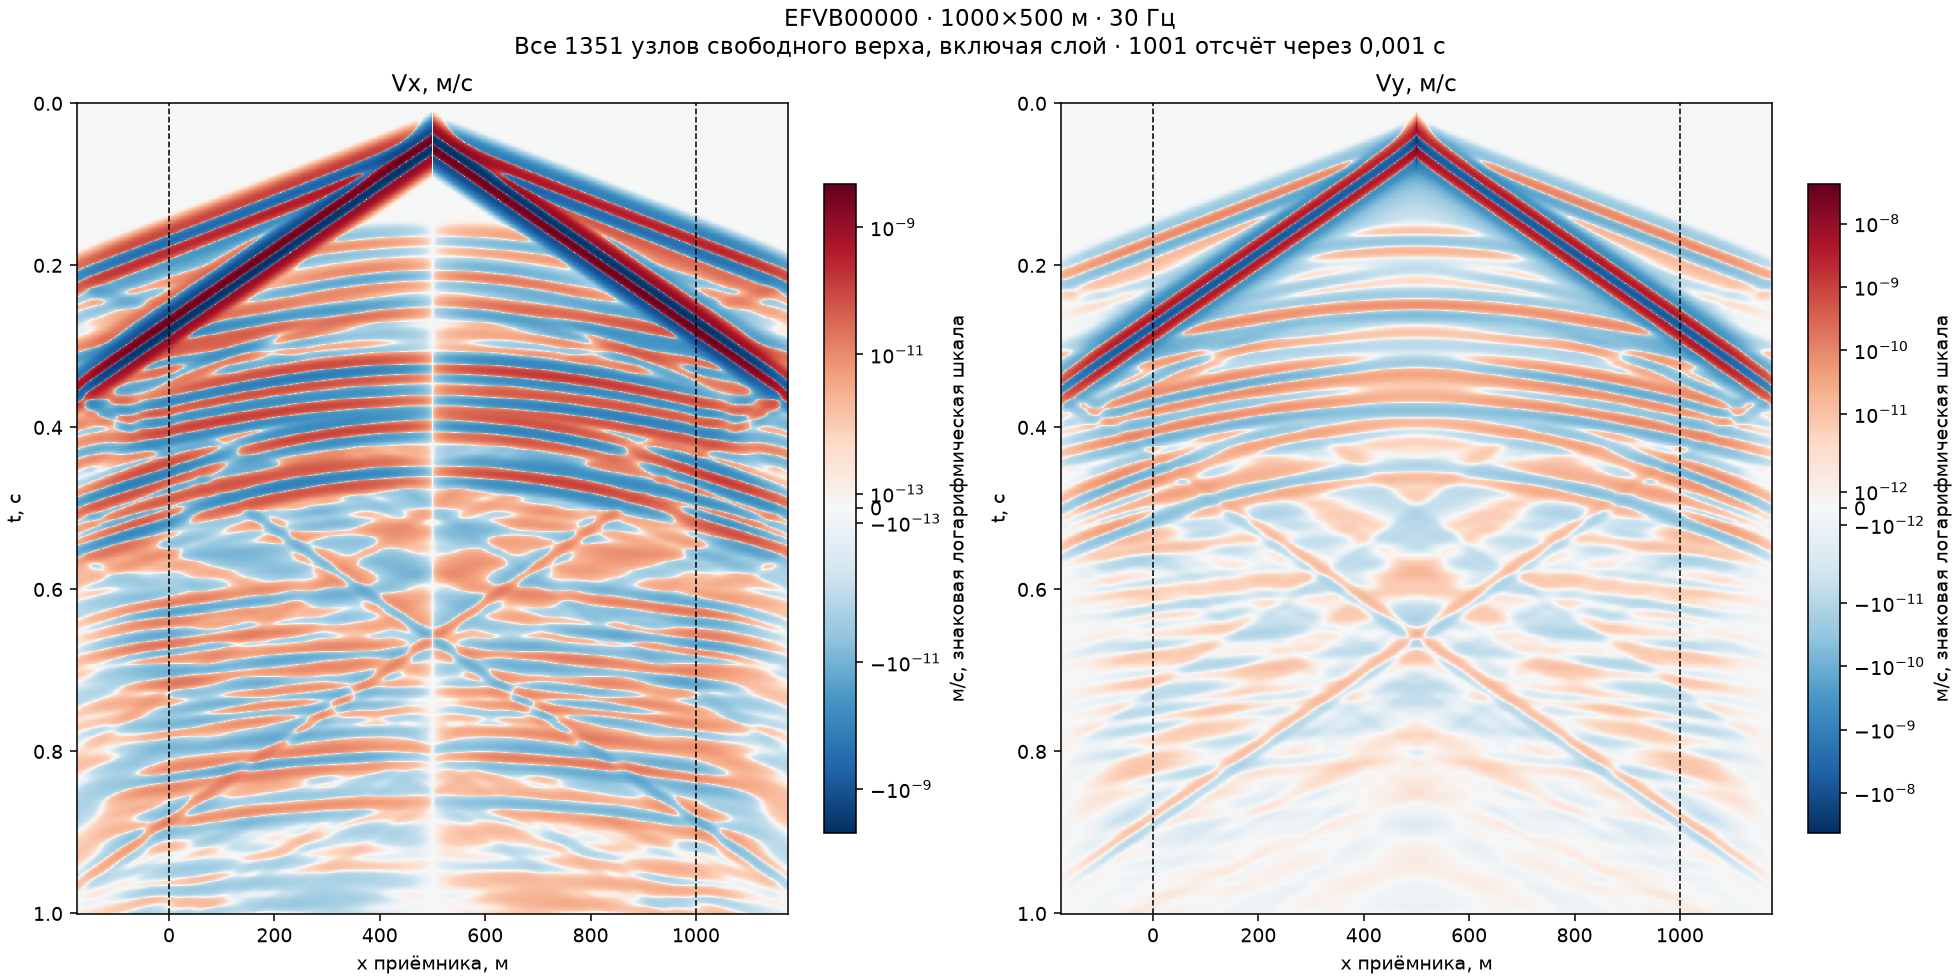 EFVB00000 · 1000×500 м · 30 Гц
Все 1351 узлов свободного верха, включая слой · 1001 отсчёт через 0,001 с
Vx, м/с
0.0
0.2
0.4
0.6
0.8
1.0
t, с
0 200 400 600 800 1000
x приёмника, м
10⁻⁹
10⁻¹¹
10⁻¹³
0
−10⁻¹³
−10⁻¹¹
−10⁻⁹
м/с, знаковая логарифмическая шкала
Vy, м/с
0.0
0.2
0.4
0.6
0.8
1.0
t, с
0 200 400 600 800 1000
x приёмника, м
10⁻⁸
10⁻⁹
10⁻¹⁰
10⁻¹¹
10⁻¹²
0
−10⁻¹²
−10⁻¹¹
−10⁻¹⁰
−10⁻⁹
−10⁻⁸
м/с, знаковая логарифмическая шкала